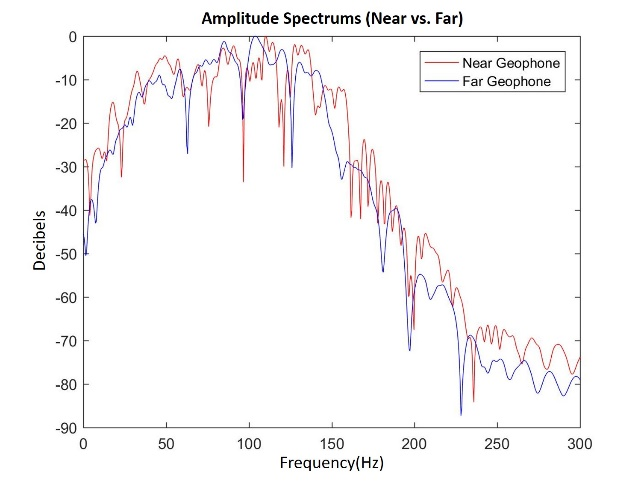 Amplitude Spectrums (Near vs. Far)
0
-10
-20
-30
-40
-50
-60
-70
-80
-90
Decibels
Near Geophone
Far Geophone
0 50 100 150 200 250 300
Frequency(Hz)